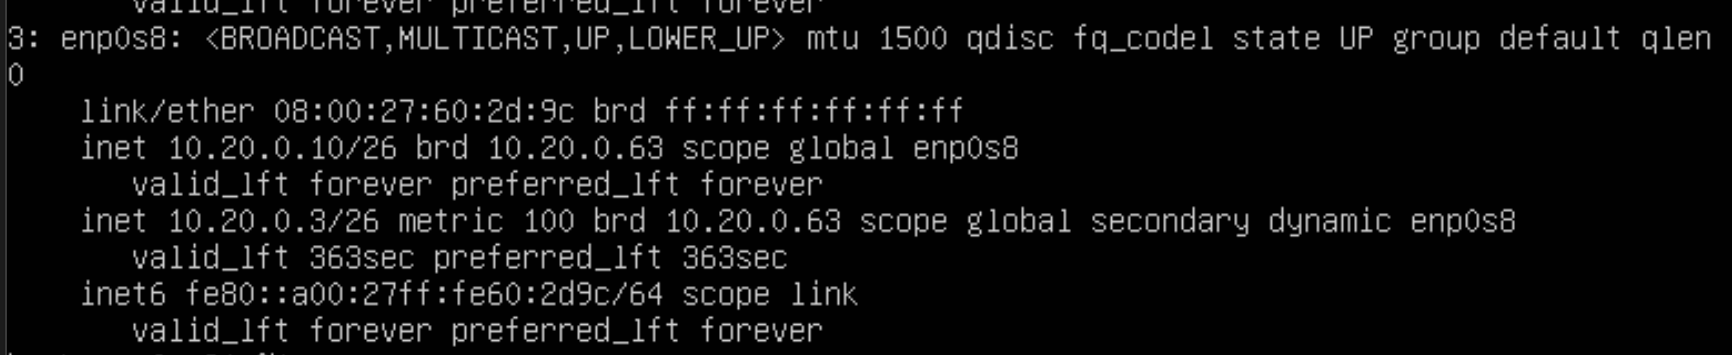 valid_lft forever preferred_lft forever
3: enp0s8: <BROADCAST,MULTICAST,UP,LOWER_UP> mtu 1500 qdisc fq_codel state UP group default qlen
0
link/ether 08:00:27:60:2d:9c brd ff:ff:ff:ff:ff:ff
inet 10.20.0.10/26 brd 10.20.0.63 scope global enp0s8
valid_lft forever preferred_lft forever
inet 10.20.0.3/26 metric 100 brd 10.20.0.63 scope global secondary dynamic enp0s8
valid_lft 363sec preferred_lft 363sec
inet6 fe80::a00:27ff:fe60:2d9c/64 scope link
valid_lft forever preferred_lft forever